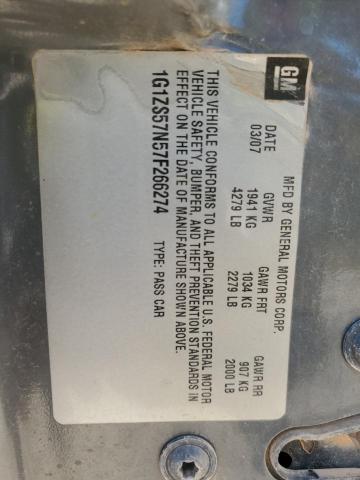 GM
MFD BY GENERAL MOTORS CORP.
DATE GVWR GAWR FRT GAWR RR
03/07 1941 KG 1034 KG 907 KG
4279 LB 2279 LB 2000 LB
THIS VEHICLE CONFORMS TO ALL APPLICABLE U.S. FEDERAL MOTOR
VEHICLE SAFETY, BUMPER, AND THEFT PREVENTION STANDARDS IN
EFFECT ON THE DATE OF MANUFACTURE SHOWN ABOVE.
1G1ZS57N57F266274 TYPE: PASS CAR